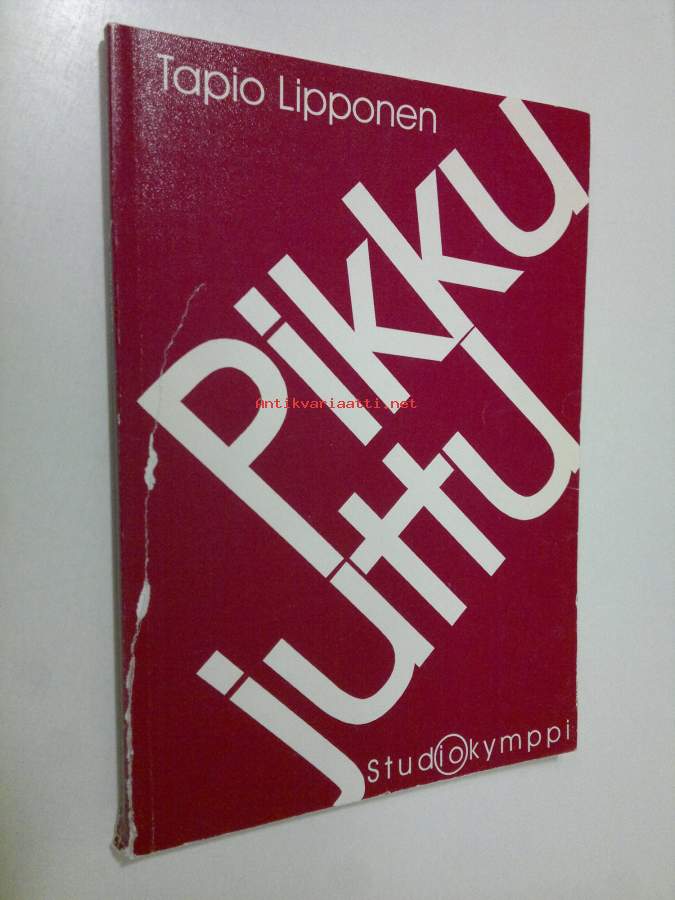 Tapio Lipponen
Pikku
juttu
Antikvariaatti.net
Studiokymppi